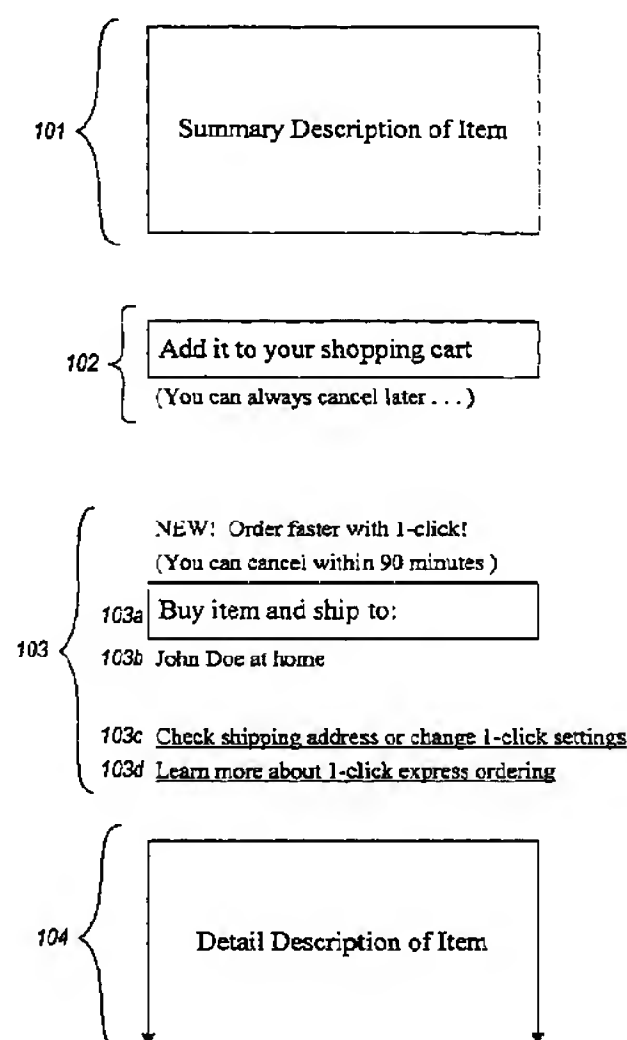 101
Summary Description of Item
102
Add it to your shopping cart
(You can always cancel later . . . )
103
NEW! Order faster with 1-click!
(You can cancel within 90 minutes )
103a Buy item and ship to:
103b John Doe at home
103c Check shipping address or change 1-click settings
103d Learn more about 1-click express ordering
104
Detail Description of Item